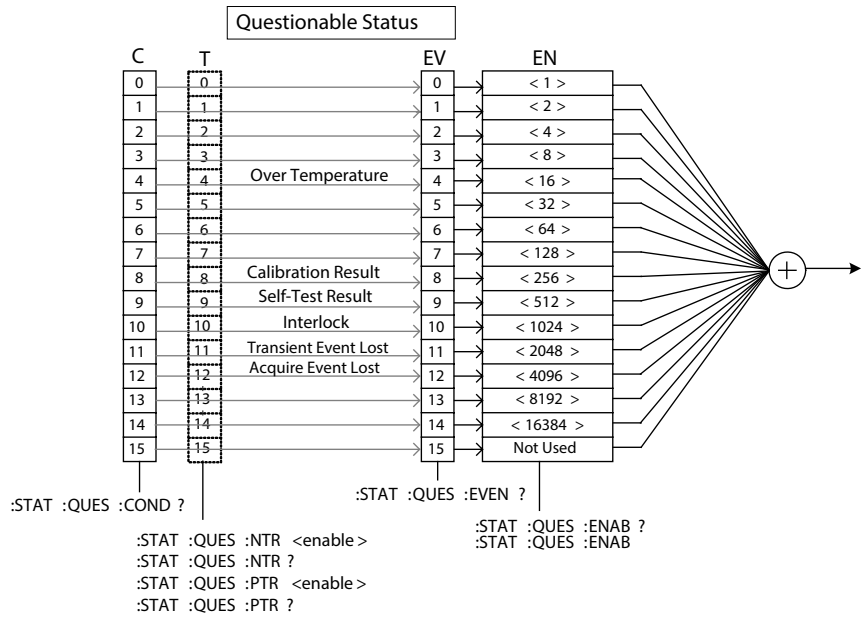 Questionable Status
C T EV EN
0 0 0 < 1 >
1 1 1 < 2 >
2 2 2 < 4 >
3 3 3 < 8 >
4 4 Over Temperature 4 < 16 >
5 5 5 < 32 >
6 6 6 < 64 >
7 7 7 < 128 >
8 8 Calibration Result 8 < 256 >
9 9 Self-Test Result 9 < 512 >
10 10 Interlock 10 < 1024 >
11 11 Transient Event Lost 11 < 2048 >
12 12 Acquire Event Lost 12 < 4096 >
13 13 13 < 8192 >
14 14 14 < 16384 >
15 15 15 Not Used
+
:STAT :QUES :COND ?
:STAT :QUES :EVEN ?
:STAT :QUES :ENAB ?
:STAT :QUES :ENAB
:STAT :QUES :NTR <enable>
:STAT :QUES :NTR ?
:STAT :QUES :PTR <enable>
:STAT :QUES :PTR ?